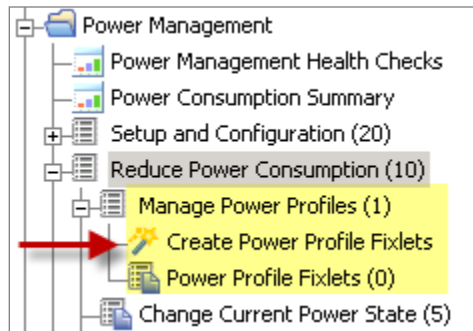 Power Management
Power Management Health Checks
Power Consumption Summary
Setup and Configuration (20)
Reduce Power Consumption (10)
Manage Power Profiles (1)
Create Power Profile Fixlets
Power Profile Fixlets (0)
Change Current Power State (5)